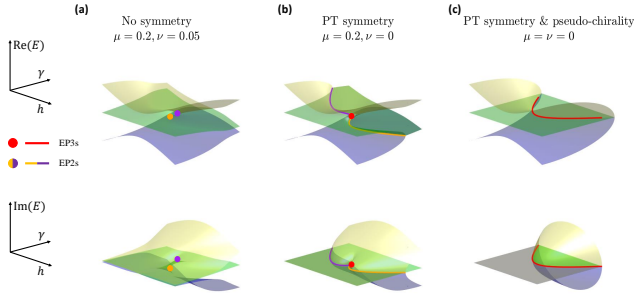 (a)
No symmetry
μ = 0.2, ν = 0.05
(b)
PT symmetry
μ = 0.2, ν = 0
(c)
PT symmetry & pseudo-chirality
μ = ν = 0
Re(E)
γ
h
EP3s
EP2s
Im(E)
γ
h